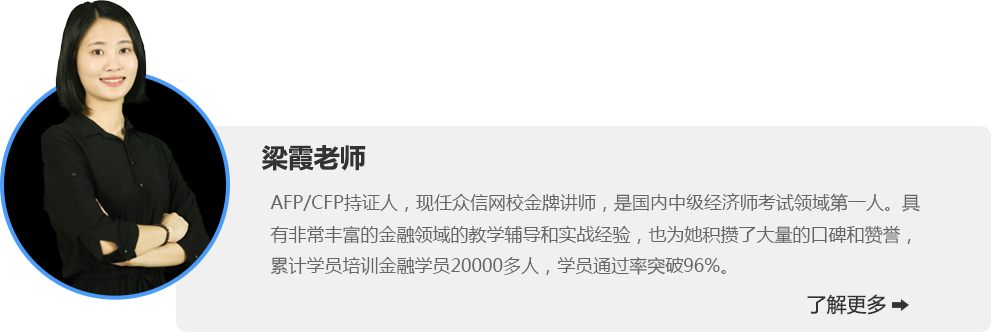 梁霞老师
AFP/CFP持证人，现任众信网校金牌讲师，是国内中级经济师考试领域第一人。具
有非常丰富的金融领域的教学辅导和实战经验，也为她积攒了大量的口碑和赞誉，
累计学员培训金融学员20000多人，学员通过率突破96%。
了解更多 ➡